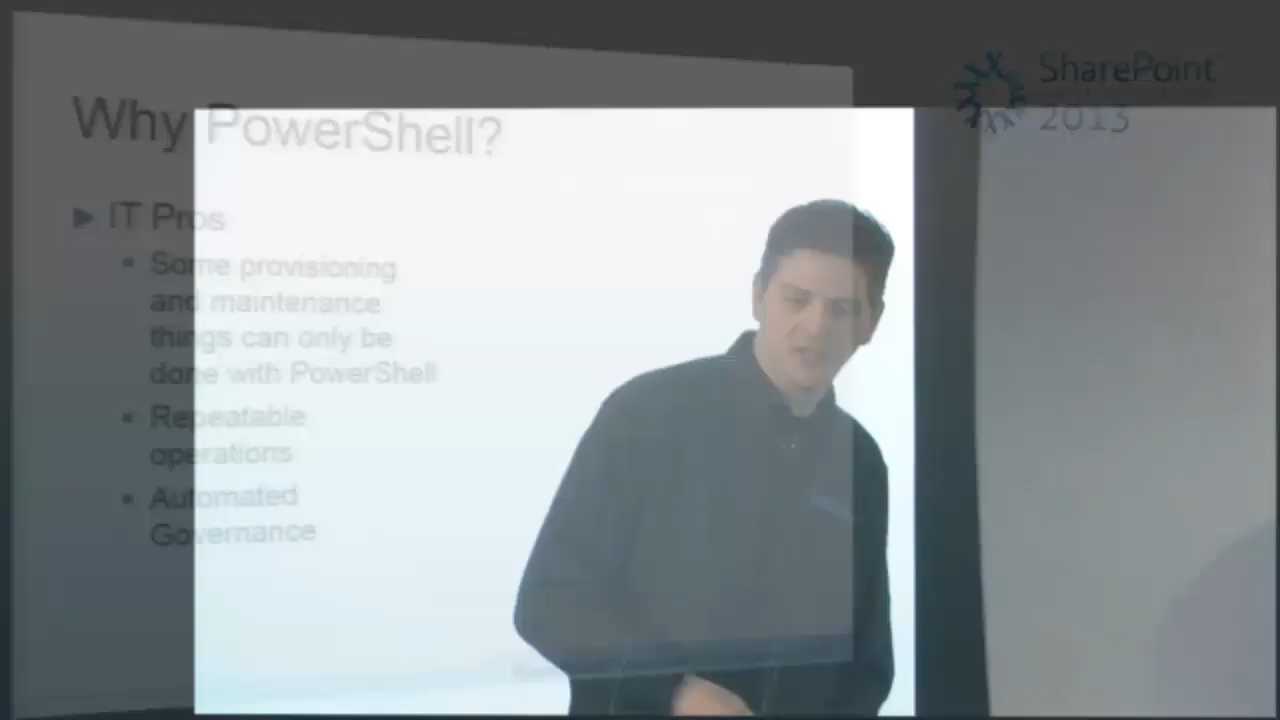 Why PowerShell?
SharePoint
2013
IT Pros
Some provisioning
and maintenance
things can only be
done with PowerShell
Repeatable
operations
Automated
Governance